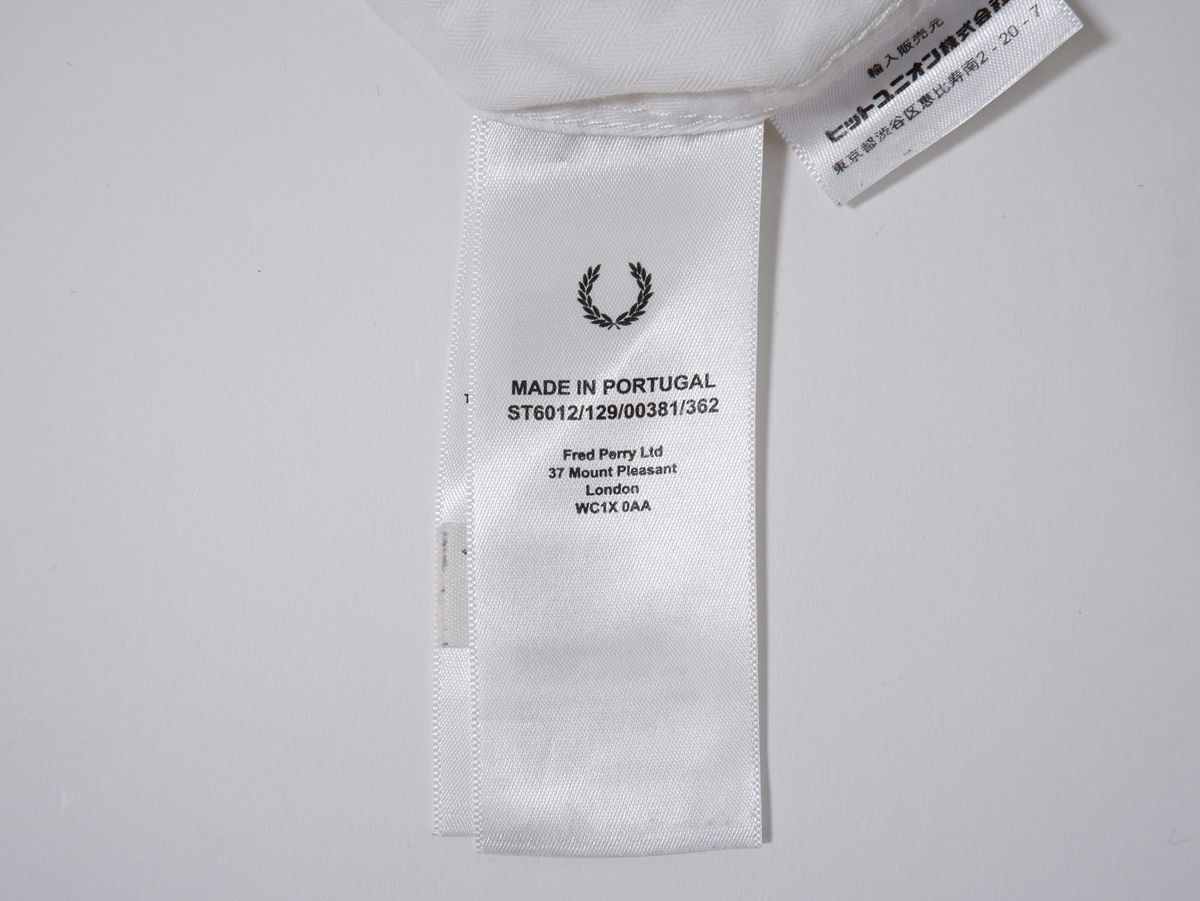 輸入販売元
ヒットユニオン株式会社
東京都渋谷区恵比寿南2-20-7
MADE IN PORTUGAL
ST6012/129/00381/362
Fred Perry Ltd
37 Mount Pleasant
London
WC1X 0AA